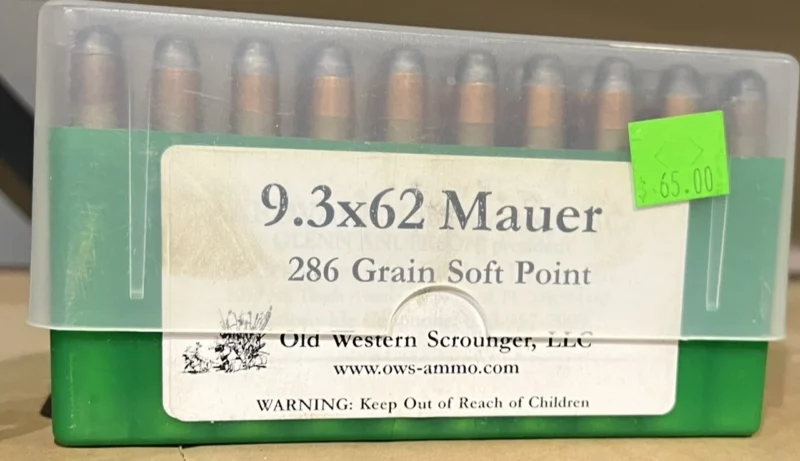 $ 65.00
9.3x62 Mauer
286 Grain Soft Point
Old Western Scrounger, LLC
www.ows-ammo.com
WARNING: Keep Out of Reach of Children